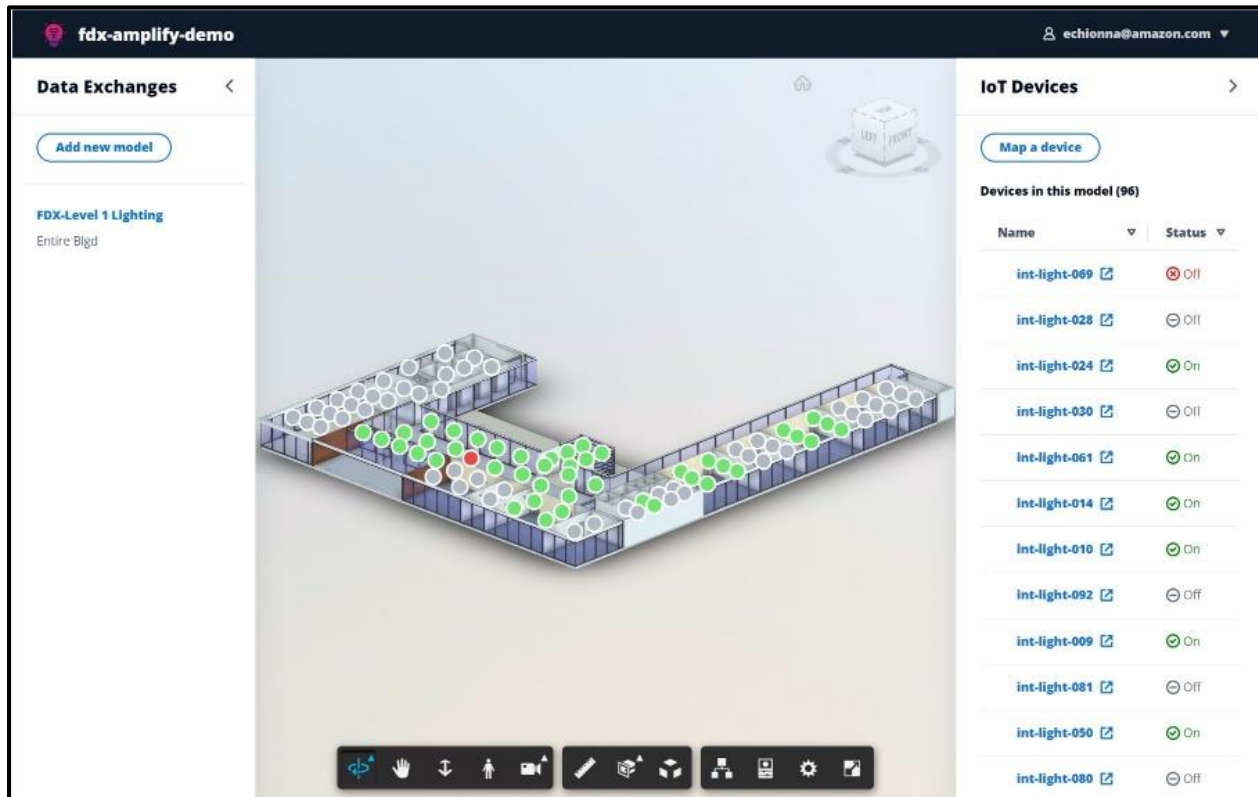 fdx-amplify-demo
echionna@amazon.com
Data Exchanges
Add new model
FDX-Level 1 Lighting
Entire Blgd
LEFT
FRONT
IoT Devices
Map a device
Devices in this model (96)
Name Status
int-light-069 Off
int-light-028 Off
int-light-024 On
int-light-030 Off
int-light-061 On
int-light-014 On
int-light-010 On
int-light-092 Off
int-light-009 On
int-light-081 Off
int-light-050 On
int-light-080 Off